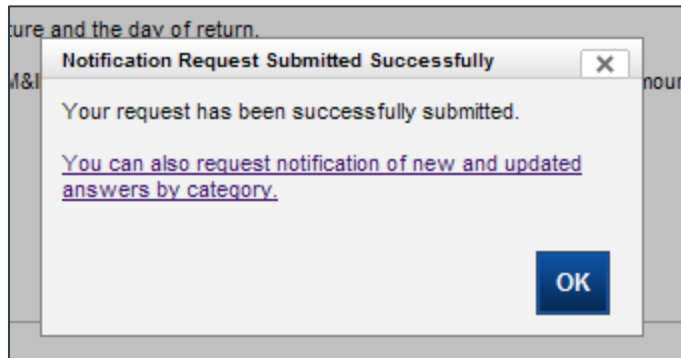 ture and the day of return.
Notification Request Submitted Successfully
M&I
Your request has been successfully submitted.
You can also request notification of new and updated
answers by category.
OK